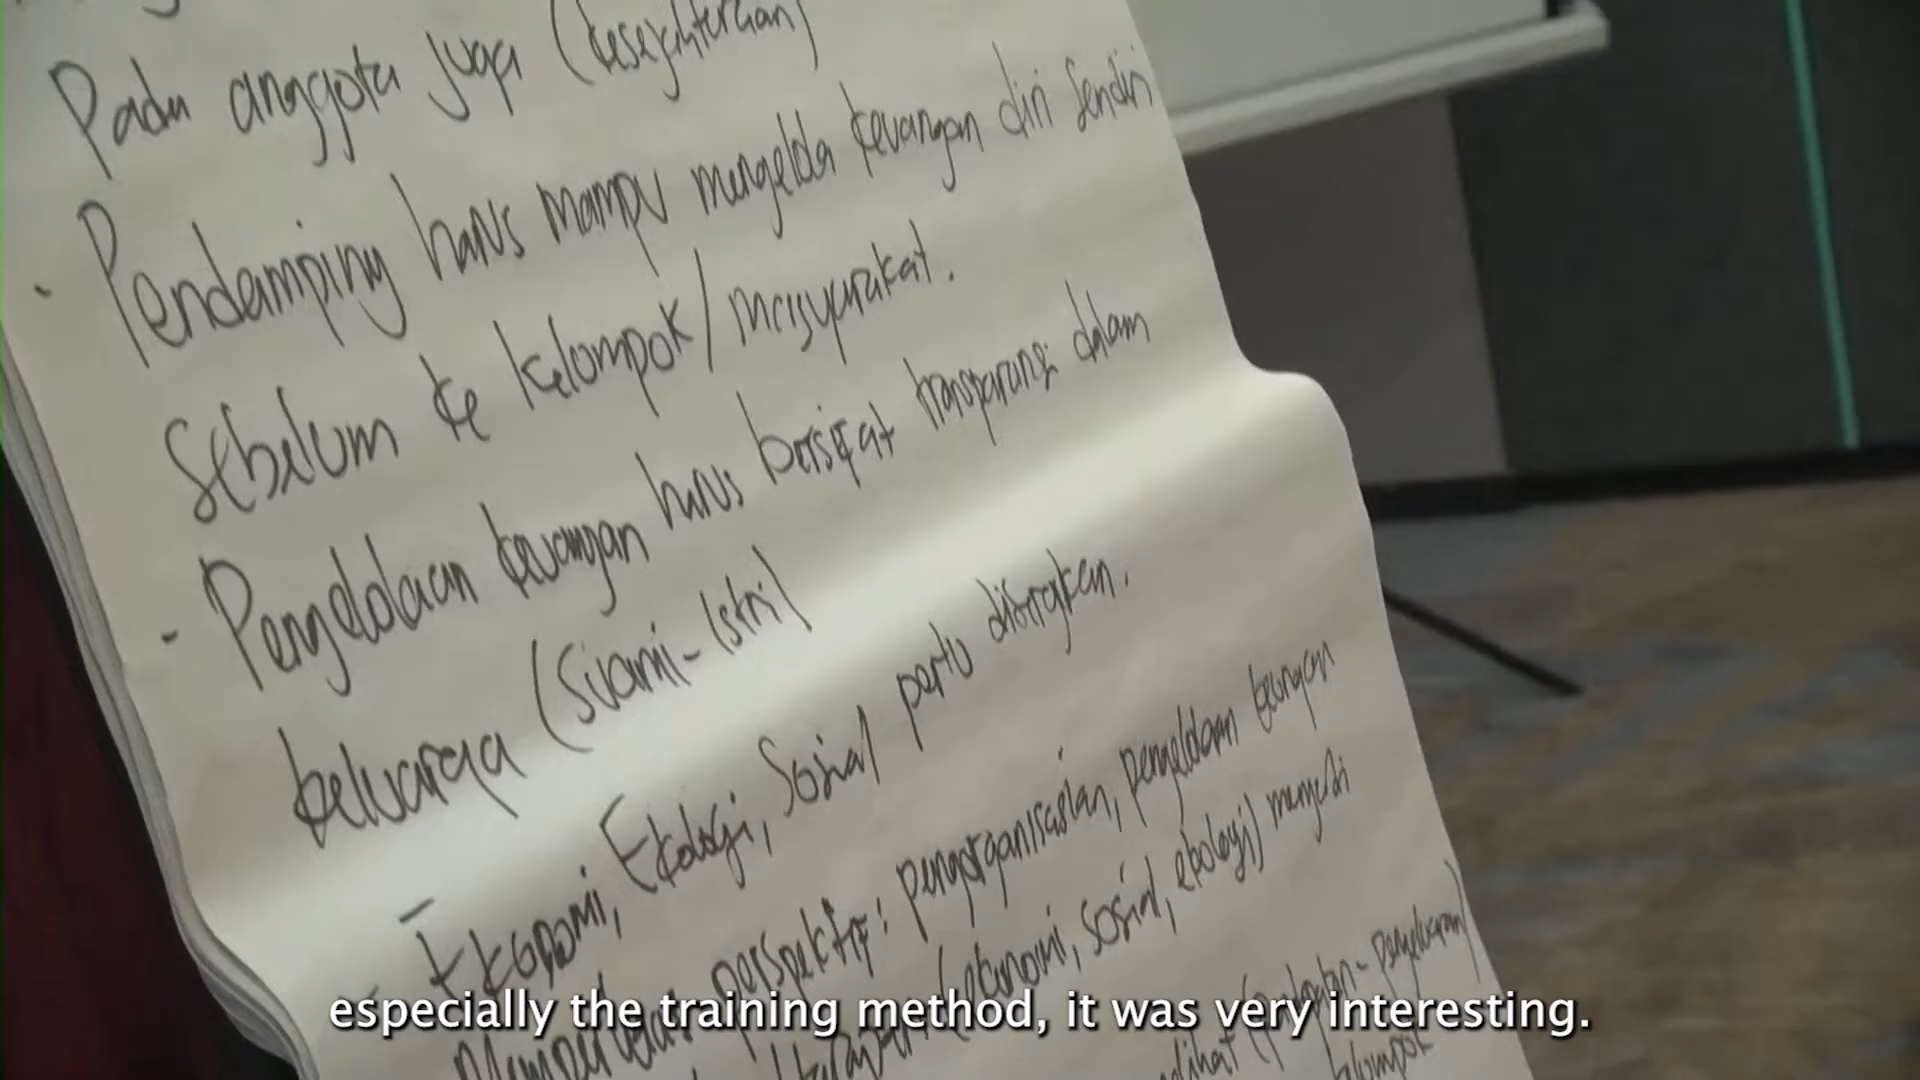 Pada anggota juga (kesejahteraan)
- Pendamping harus mampu mengelola keuangan diri sendiri
sebelum ke kelompok/masyarakat.
- Pengelolaan keuangan harus bersifat transparansi dalam
keluarga (Suami-Istri)
- Ekonomi, Ekologi, Sosial perlu
- perspektif: pengorganisasian, pengelolaan keuangan
(ekonomi, sosial, ekologi)
kelompok
especially the training method, it was very interesting.